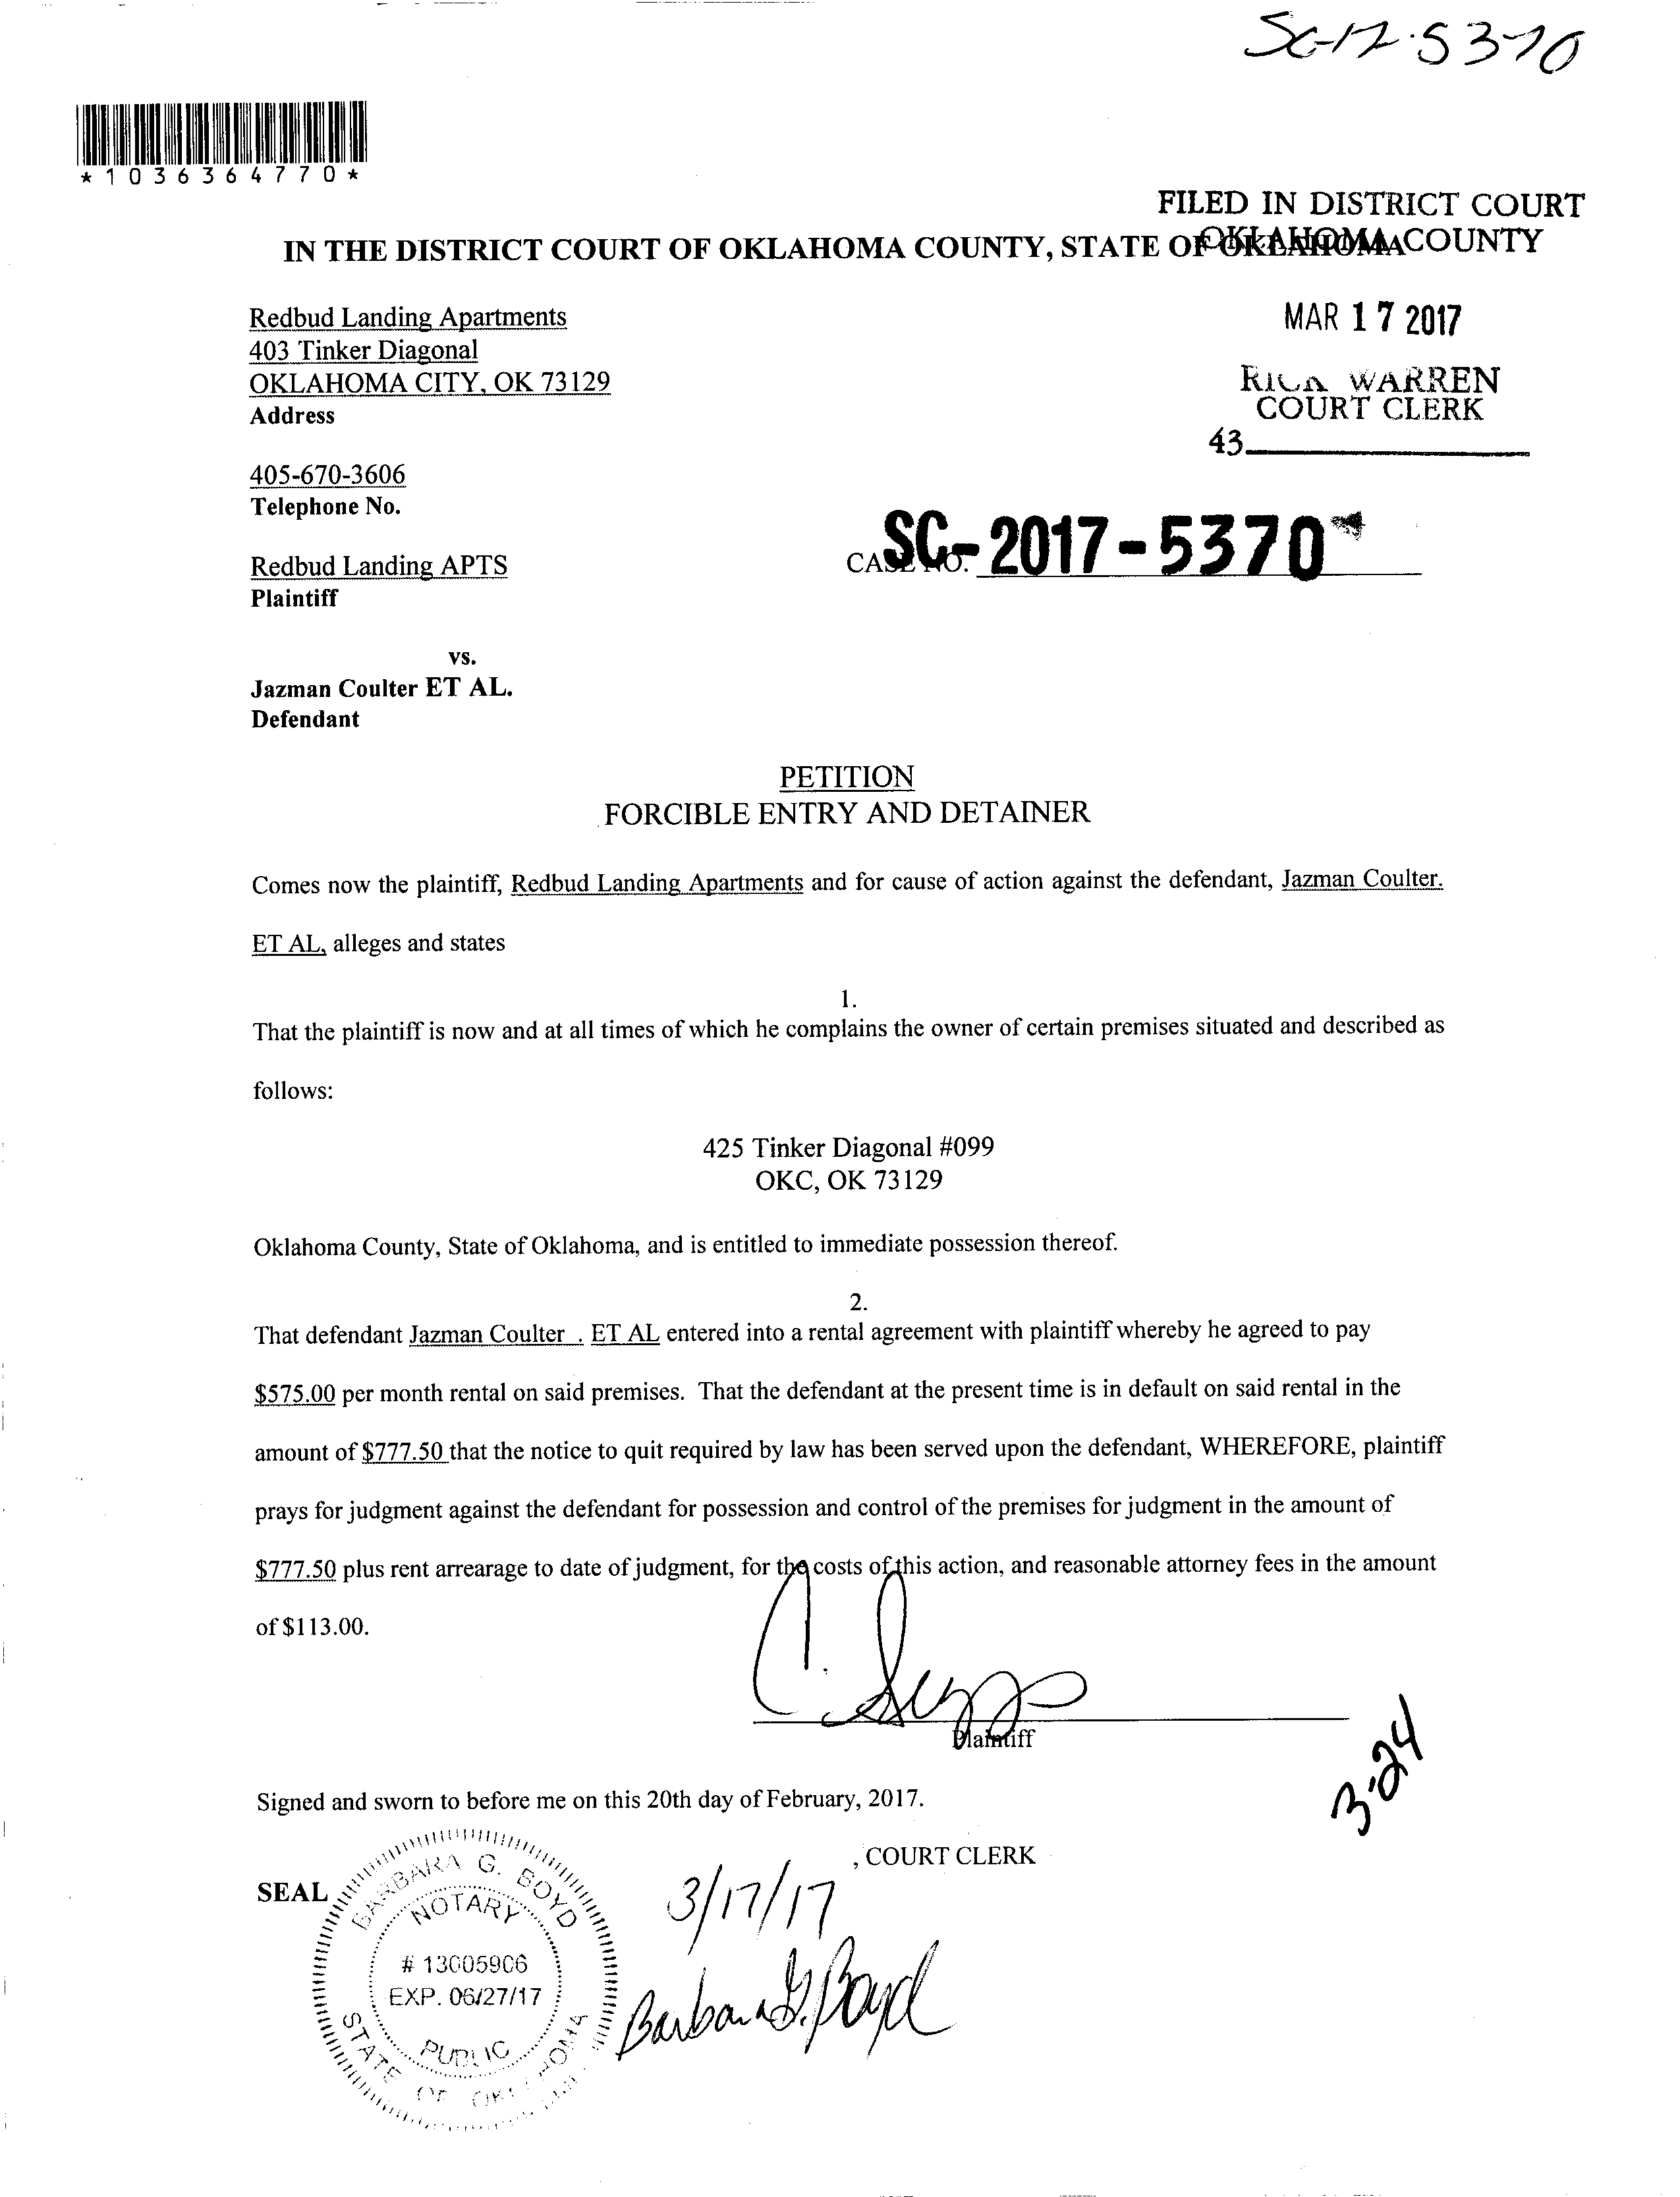 SC-17-5370
*1036364770*
FILED IN DISTRICT COURT
OKLAHOMA COUNTY
IN THE DISTRICT COURT OF OKLAHOMA COUNTY, STATE OF OKLAHOMA
Redbud Landing Apartments
403 Tinker Diagonal
OKLAHOMA CITY, OK 73129
Address
MAR 17 2017
RICK WARREN
COURT CLERK
43
405-670-3606
Telephone No.
CASE NO. SC-2017-5370
Redbud Landing APTS
Plaintiff
vs.
Jazman Coulter ET AL.
Defendant
PETITION
FORCIBLE ENTRY AND DETAINER
Comes now the plaintiff, Redbud Landing Apartments and for cause of action against the defendant, Jazman Coulter.
ET AL, alleges and states
1.
That the plaintiff is now and at all times of which he complains the owner of certain premises situated and described as
follows:
425 Tinker Diagonal #099
OKC, OK 73129
Oklahoma County, State of Oklahoma, and is entitled to immediate possession thereof.
2.
That defendant Jazman Coulter . ET AL entered into a rental agreement with plaintiff whereby he agreed to pay
$575.00 per month rental on said premises. That the defendant at the present time is in default on said rental in the
amount of $777.50 that the notice to quit required by law has been served upon the defendant, WHEREFORE, plaintiff
prays for judgment against the defendant for possession and control of the premises for judgment in the amount of
$777.50 plus rent arrearage to date of judgment, for the costs of this action, and reasonable attorney fees in the amount
of $113.00.
Plaintiff
3-24
Signed and sworn to before me on this 20th day of February, 2017.
, COURT CLERK
SEAL
BARBARA G. BOYD
NOTARY
# 13005906
EXP. 06/27/17
PUBLIC
STATE OF OKLAHOMA
3/17/17
Barbara G. Boyd